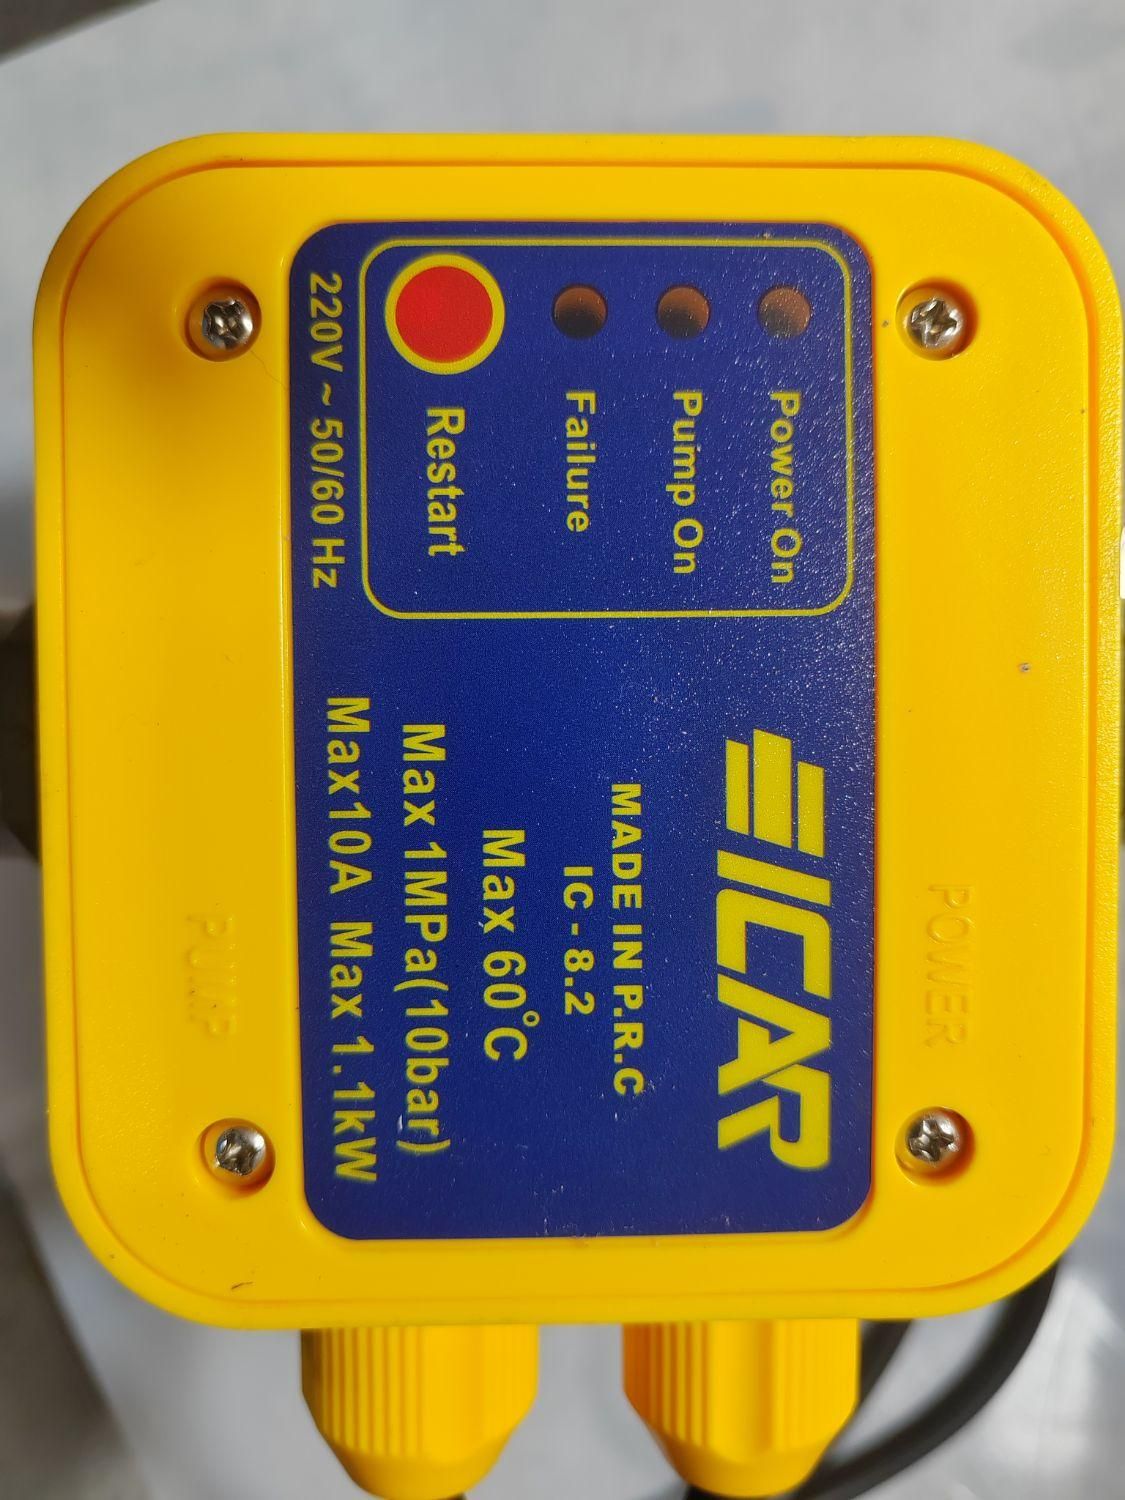 Power On
Pump On
Failure
Restart
220V ~ 50/60 Hz
EICAR
MADE IN P.R.C
IC - 8.2
Max 60°C
Max 1MPa(10bar)
Max10A Max 1.1kW
POWER
PUMP